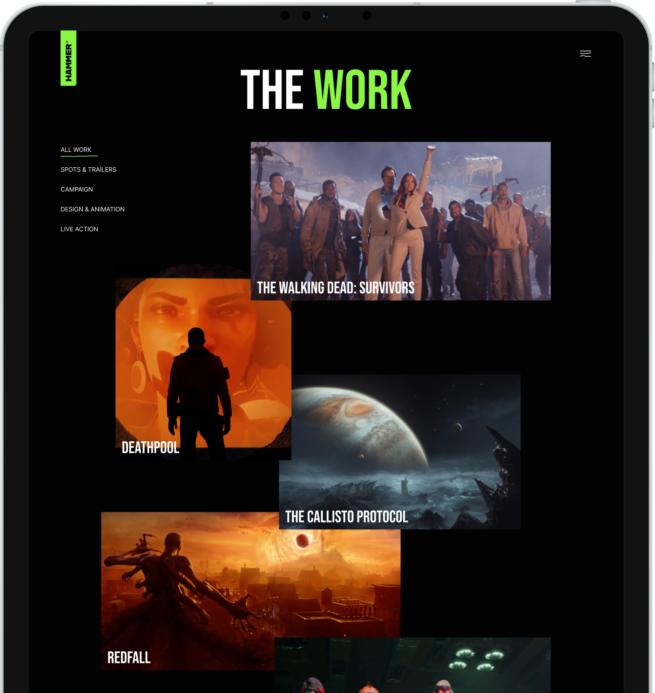 HAMMER
THE WORK
ALL WORK
SPOTS & TRAILERS
CAMPAIGN
DESIGN & ANIMATION
LIVE ACTION
THE WALKING DEAD: SURVIVORS
DEATHPOOL
THE CALLISTO PROTOCOL
REDFALL